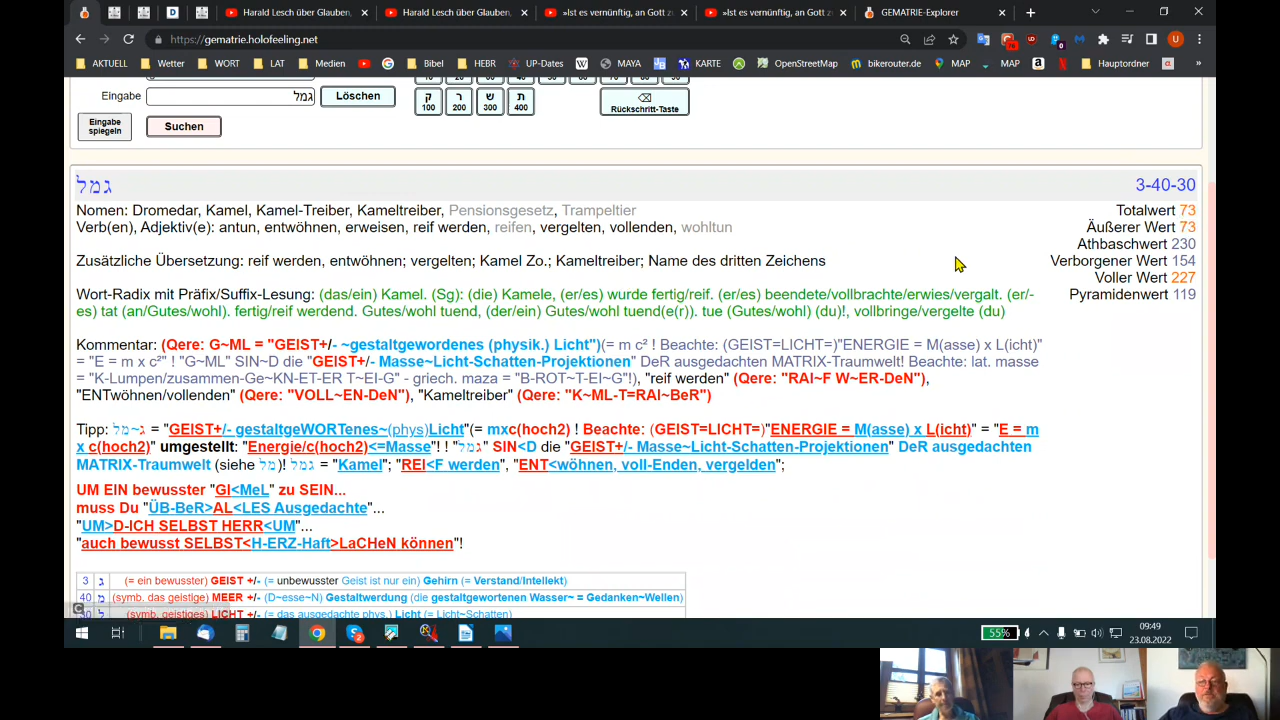 Harald Lesch über Glauben,
Harald Lesch über Glauben,
»Ist es vernünftig, an Gott z
»Ist es vernünftig, an Gott z
GEMATRIE-Explorer
https://gematrie.holofeeling.net
AKTUELL Wetter WORT LAT Medien Bibel HEBR UP-Dates MAYA KARTE OpenStreetMap bikerouter.de MAP MAP Hauptordner »
Eingabe גמל Löschen
ק 100 ר 200 ש 300 ת 400 Rückschritt-Taste
Eingabe spiegeln Suchen
גמל 3-40-30
Nomen: Dromedar, Kamel, Kamel-Treiber, Kameltreiber, Pensionsgesetz, Trampeltier
Totalwert 73
Verb(en), Adjektiv(e): antun, entwöhnen, erweisen, reif werden, reifen, vergelten, vollenden, wohltun
Äußerer Wert 73
Athbaschwert 230
Zusätzliche Übersetzung: reif werden, entwöhnen; vergelten; Kamel Zo.; Kameltreiber; Name des dritten Zeichens
Verborgener Wert 154
Voller Wert 227
Wort-Radix mit Präfix/Suffix-Lesung: (das/ein) Kamel. (Sg): (die) Kamele, (er/es) wurde fertig/reif. (er/es) beendete/vollbrachte/erwies/vergalt. (er/-
Pyramidenwert 119
es) tat (an/Gutes/wohl). fertig/reif werdend. Gutes/wohl tuend, (der/ein) Gutes/wohl tuend(e(r)). tue (Gutes/wohl) (du)!, vollbringe/vergelte (du)
Kommentar: (Qere: G~ML = "GEIST+/- ~gestaltgewordenes (physik.) Licht")(= m c² ! Beachte: (GEIST=LICHT=)"ENERGIE = M(asse) x L(icht)"
= "E = m x c²" ! "G~ML" SIN~D die "GEIST+/- Masse~Licht-Schatten-Projektionen" DeR ausgedachten MATRIX-Traumwelt! Beachte: lat. masse
= "K-Lumpen/zusammen-Ge~KN-ET-ER T~EI~G" - griech. maza = "B-ROT~T-EI~G"!), "reif werden" (Qere: "RAI~F W~ER-DeN"),
"ENTwöhnen/vollenden" (Qere: "VOLL~EN-DeN"), "Kameltreiber" (Qere: "K~ML-T=RAI~BeR")
Tipp: ג~מל = "GEIST+/- gestaltgeWORTenes~(phys)Licht"(= mxc(hoch2) ! Beachte: (GEIST=LICHT=)"ENERGIE = M(asse) x L(icht)" = "E = m
x c(hoch2)" umgestellt: "Energie/c(hoch2)<=Masse"! ! "גמל" SIN<D die "GEIST+/- Masse~Licht-Schatten-Projektionen" DeR ausgedachten
MATRIX-Traumwelt (siehe מל)! גמל = "Kamel"; "REI<F werden", "ENT<wöhnen, voll-Enden, vergelden";
UM EIN bewusster "GI<MeL" zu SEIN...
muss Du "ÜB-BeR>AL<LES Ausgedachte"...
"UM>D-ICH SELBST HERR<UM"...
"auch bewusst SELBST<H-ERZ-Haft>LaCHeN können"!
3 ג (= ein bewusster) GEIST +/- (= unbewusster Geist ist nur ein) Gehirn (= Verstand/Intellekt)
40 מ (symb. das geistige) MEER +/- (D~esse~N) Gestaltwerdung (die gestaltgewordenen Wasser~ = Gedanken~Wellen)
30 ל (symb. geistiges) LICHT +/- (= das ausgedachte phys.) Licht (= Licht~Schatten)
55%
09:49
23.08.2022